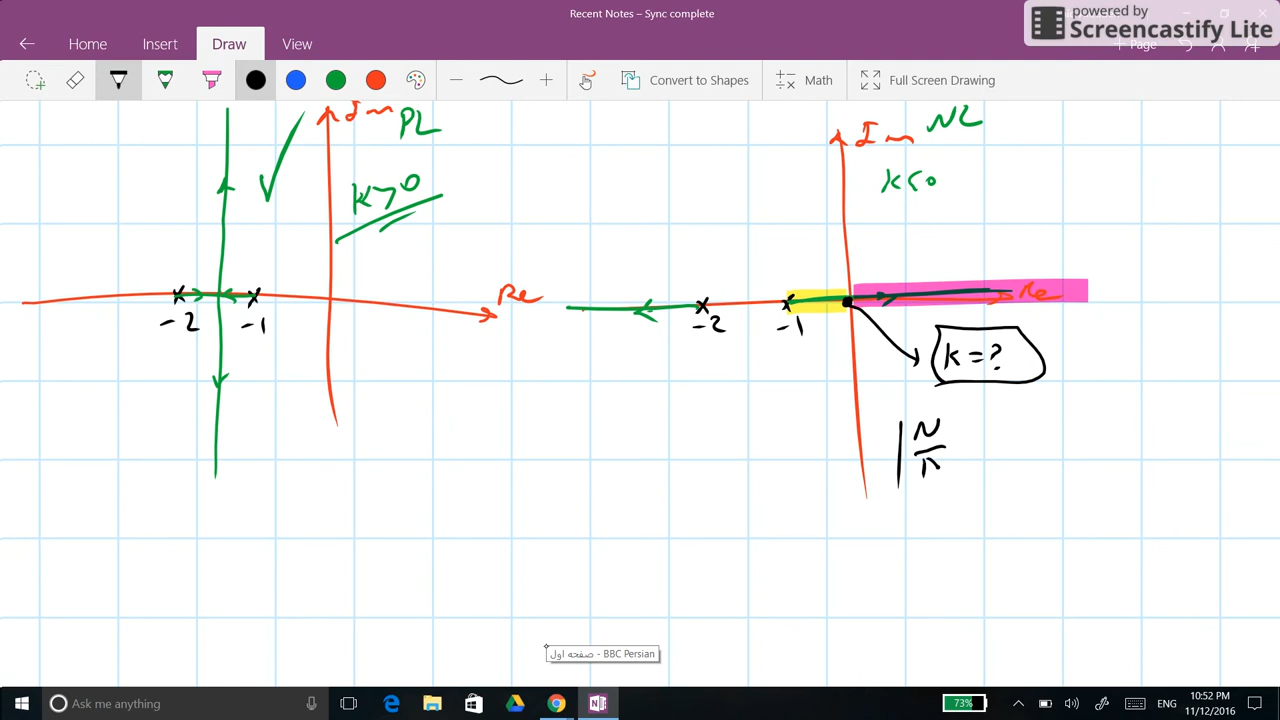 Recent Notes – Sync complete
powered by
Screencastify Lite
Home Insert Draw View
+ Page
Convert to Shapes
Math
Full Screen Drawing
Im PL
Im NL
K>0
K<0
Re
Re
-2 -1
-2 -1
K=?
N
D
صفحه اول - BBC Persian
Ask me anything
73%
ENG
10:52 PM
11/12/2016